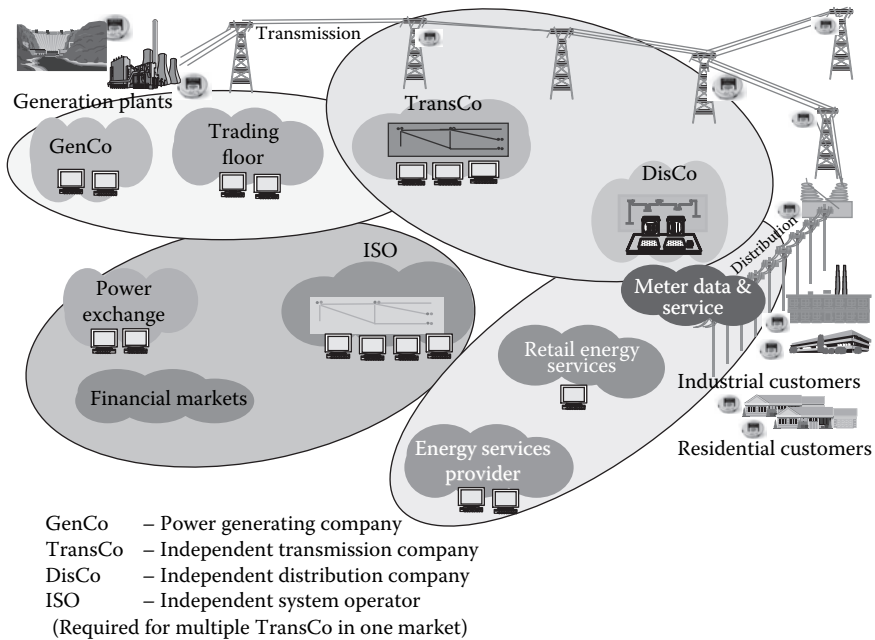 Transmission
Generation plants
GenCo
Trading
floor
TransCo
DisCo
Distribution
Meter data &
service
ISO
Power
exchange
Financial markets
Retail energy
services
Energy services
provider
Industrial customers
Residential customers
GenCo – Power generating company
TransCo – Independent transmission company
DisCo – Independent distribution company
ISO – Independent system operator
(Required for multiple TransCo in one market)